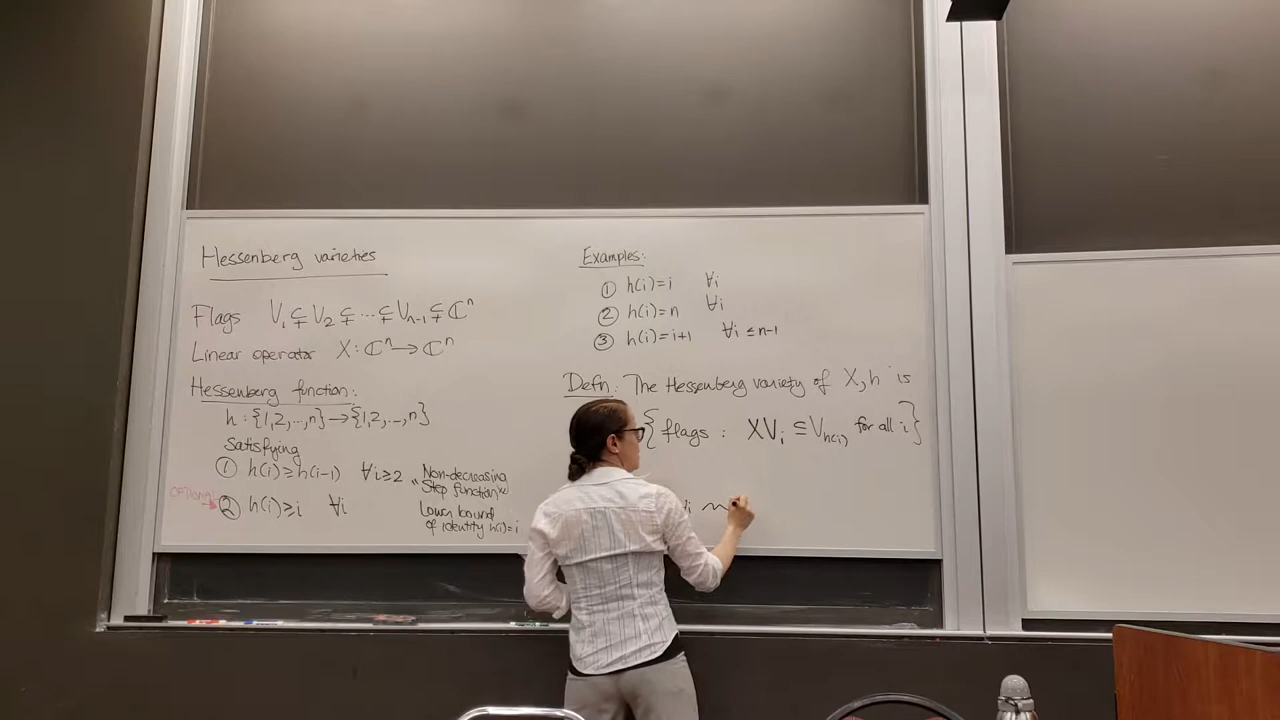 Hessenberg varieties
Flags V₁ ⊊ V₂ ⊊ ⋯ ⊊ Vₙ₋₁ ⊊ ℂⁿ
Linear operator X : ℂⁿ → ℂⁿ
Hessenberg function:
h : {1,2,...,n} → {1,2,...,n}
Satisfying
① h(i) ≥ h(i-1) ∀i≥2 Non-decreasing
"Step function"
OPTIONAL → ② h(i) ≥ i ∀i Lower bound
of identity h(i)=i
Examples:
① h(i)=i ∀i
② h(i)=n ∀i
③ h(i)=i+1 ∀i ≤ n-1
Defn: The Hessenberg variety of X, h is
{flags : XVᵢ ⊆ V_h(i) for all i}